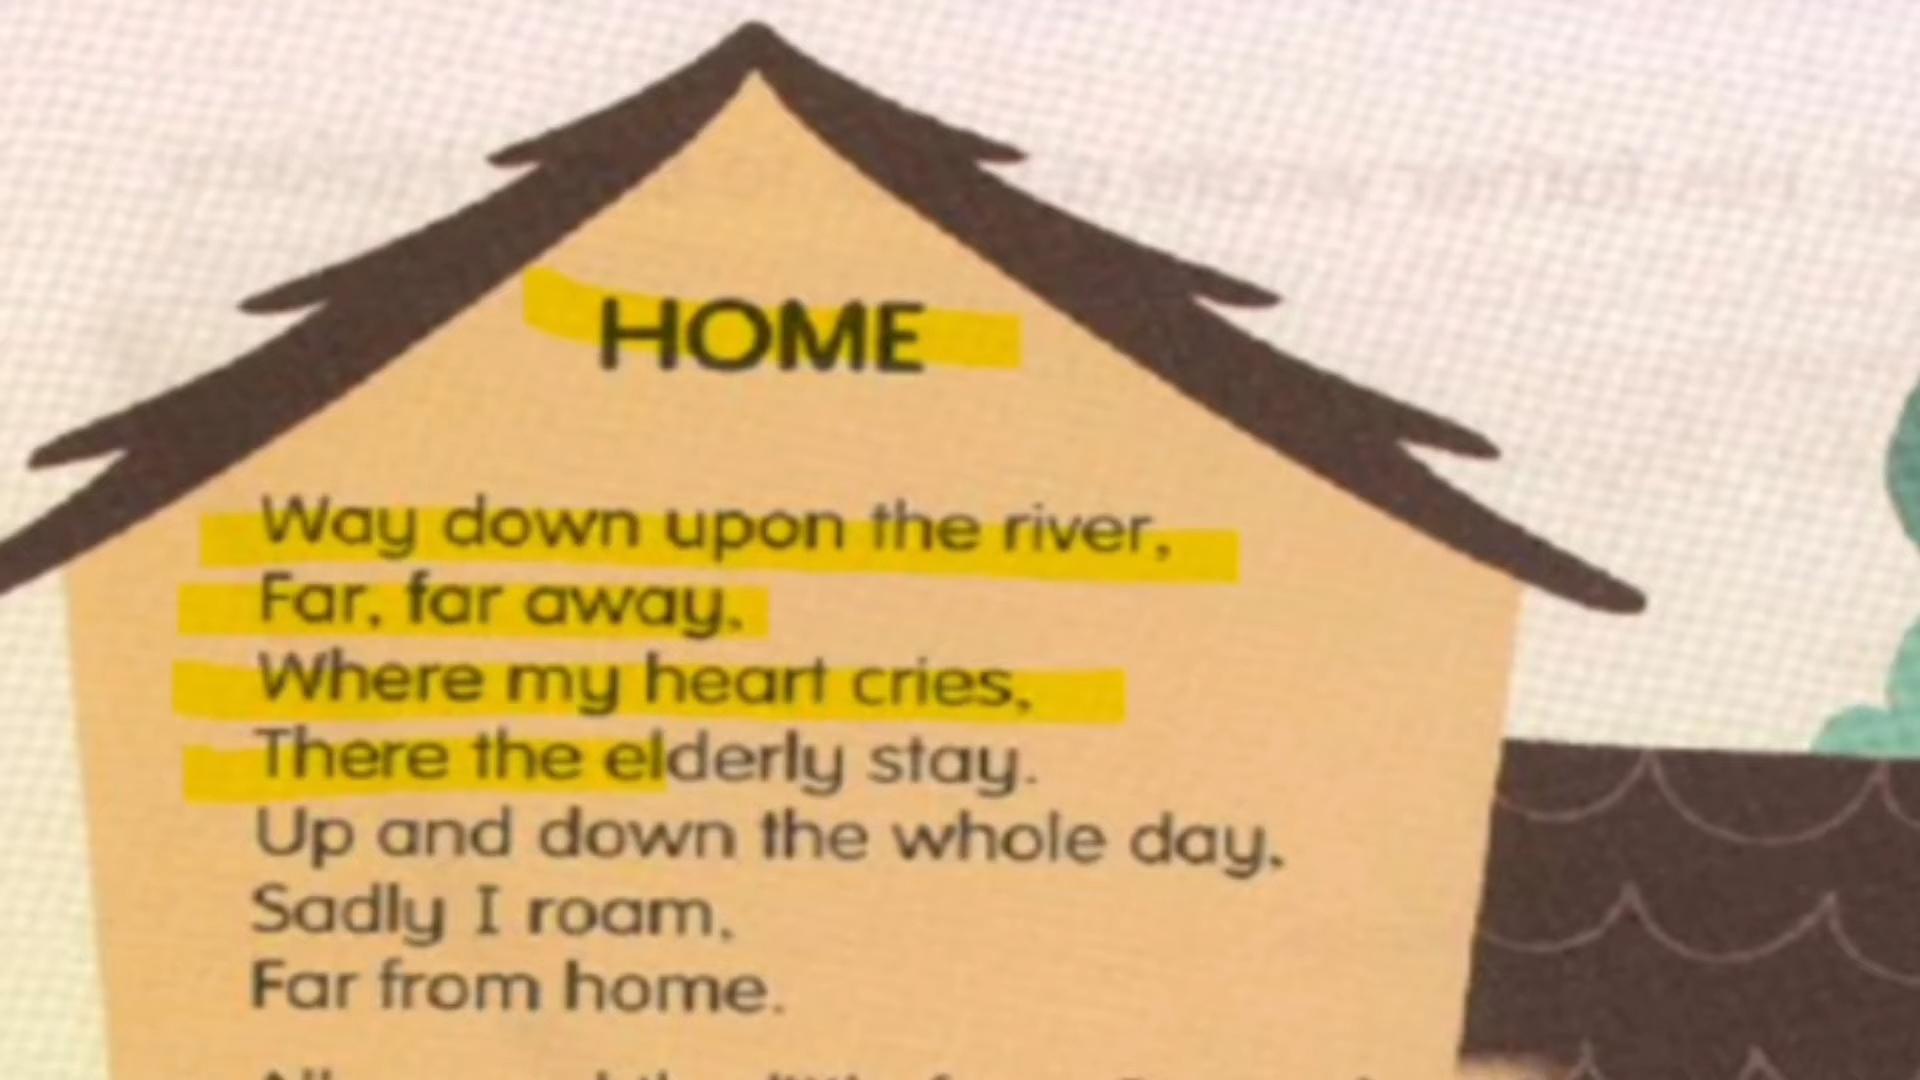 HOME
Way down upon the river,
Far, far away,
Where my heart cries,
There the elderly stay.
Up and down the whole day,
Sadly I roam,
Far from home.